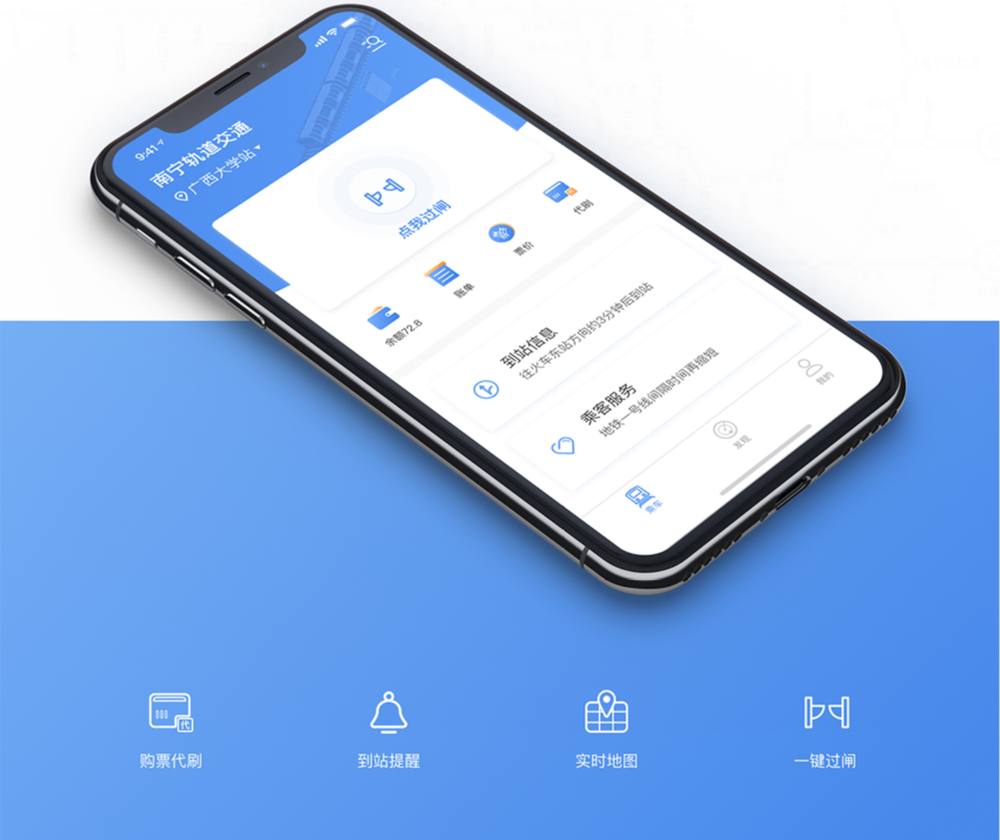 9:41
南宁轨道交通
广西大学站
点我过闸
余额72.8
账单
票价
代刷
到站信息
往火车东站方向约3分钟后到站
乘客服务
地铁一号线间隔时间再缩短
乘车
发现
我的
代
购票代刷
到站提醒
实时地图
一键过闸